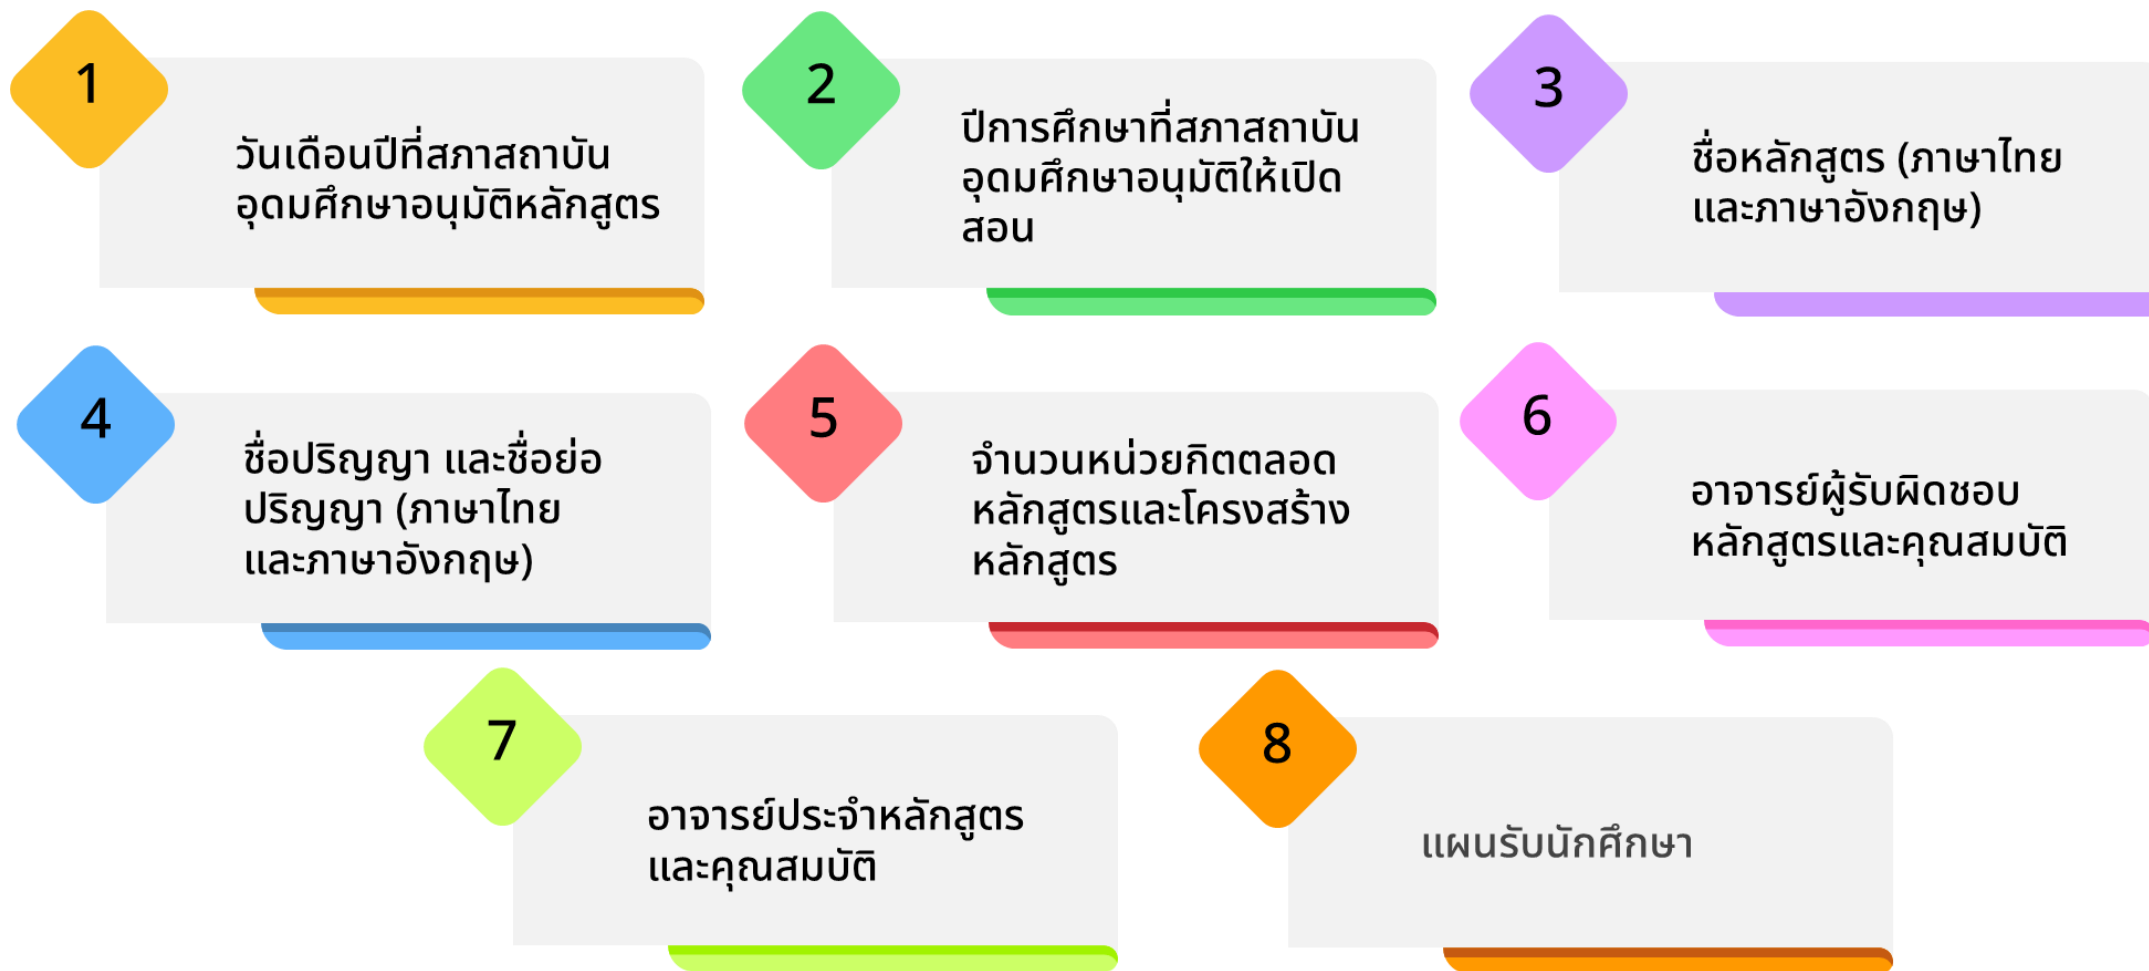 1
วันเดือนปีที่สภาสถาบัน
อุดมศึกษาอนุมัติหลักสูตร
2
ปีการศึกษาที่สภาสถาบัน
อุดมศึกษาอนุมัติให้เปิด
สอน
3
ชื่อหลักสูตร (ภาษาไทย
และภาษาอังกฤษ)
4
ชื่อปริญญา และชื่อย่อ
ปริญญา (ภาษาไทย
และภาษาอังกฤษ)
5
จำนวนหน่วยกิตตลอด
หลักสูตรและโครงสร้าง
หลักสูตร
6
อาจารย์ผู้รับผิดชอบ
หลักสูตรและคุณสมบัติ
7
อาจารย์ประจำหลักสูตร
และคุณสมบัติ
8
แผนรับนักศึกษา